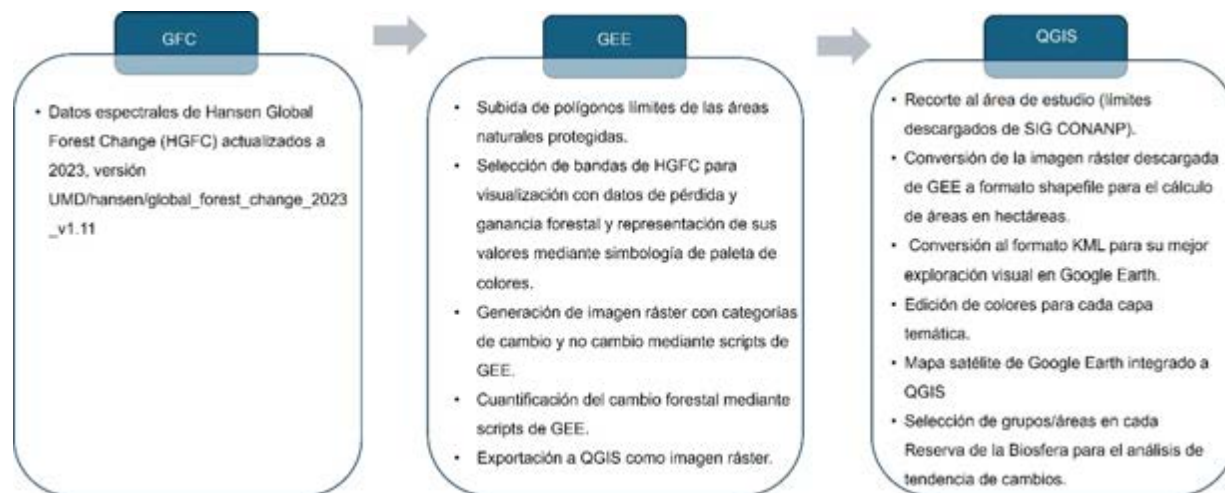 GFC
• Datos espectrales de Hansen Global
Forest Change (HGFC) actualizados a
2023, versión
UMD/hansen/global_forest_change_2023
_v1.11
GEE
• Subida de polígonos límites de las áreas
naturales protegidas.
• Selección de bandas de HGFC para
visualización con datos de pérdida y
ganancia forestal y representación de sus
valores mediante simbología de paleta de
colores.
• Generación de imagen ráster con categorías
de cambio y no cambio mediante scripts de
GEE.
• Cuantificación del cambio forestal mediante
scripts de GEE.
• Exportación a QGIS como imagen ráster.
QGIS
• Recorte al área de estudio (límites
descargados de SIG CONANP).
• Conversión de la imagen ráster descargada
de GEE a formato shapefile para el cálculo
de áreas en hectáreas.
• Conversión al formato KML para su mejor
exploración visual en Google Earth.
• Edición de colores para cada capa
temática.
• Mapa satélite de Google Earth integrado a
QGIS
• Selección de grupos/áreas en cada
Reserva de la Biosfera para el análisis de
tendencia de cambios.